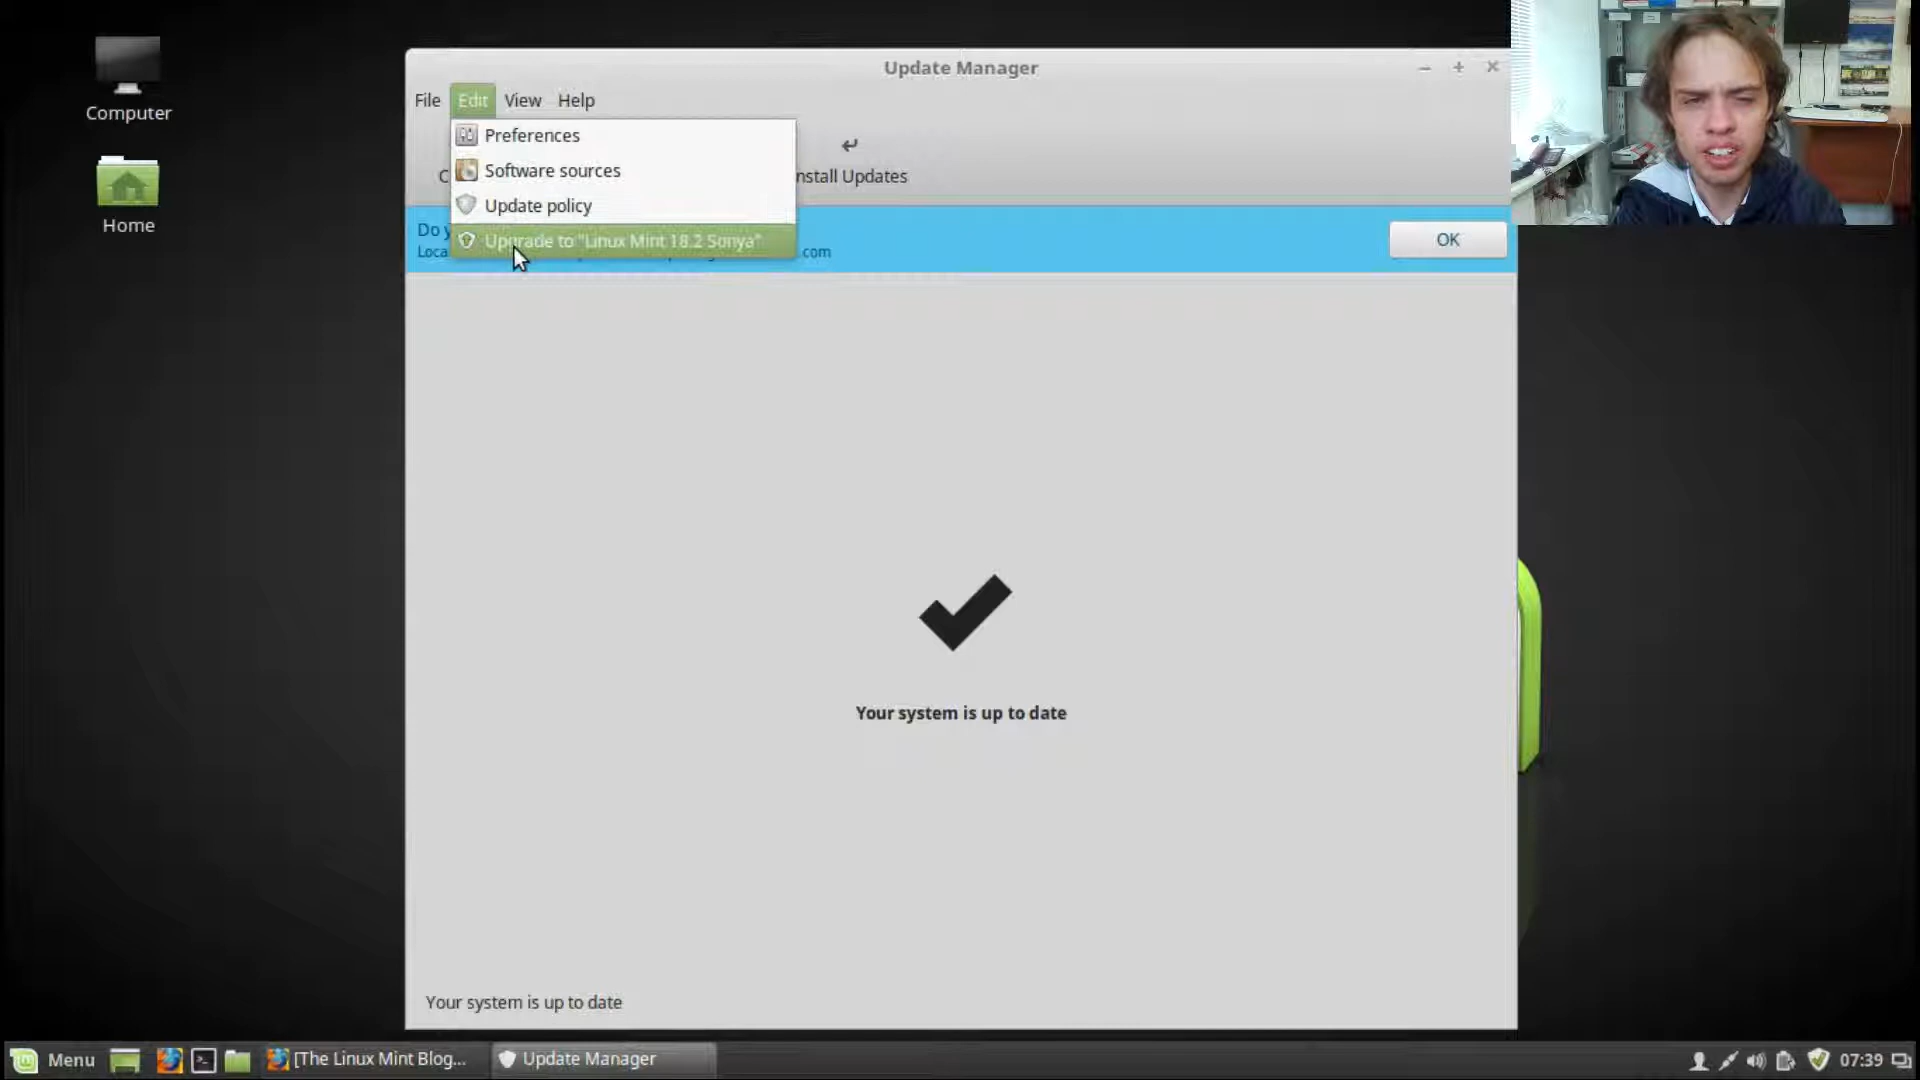 Computer
Home
Update Manager
File Edit View Help
Preferences
Software sources
Update policy
Upgrade to "Linux Mint 18.2 Sonya"
nstall Updates
Do y
Loca
com
OK
Your system is up to date
Your system is up to date
Menu
[The Linux Mint Blog...
Update Manager
07:39